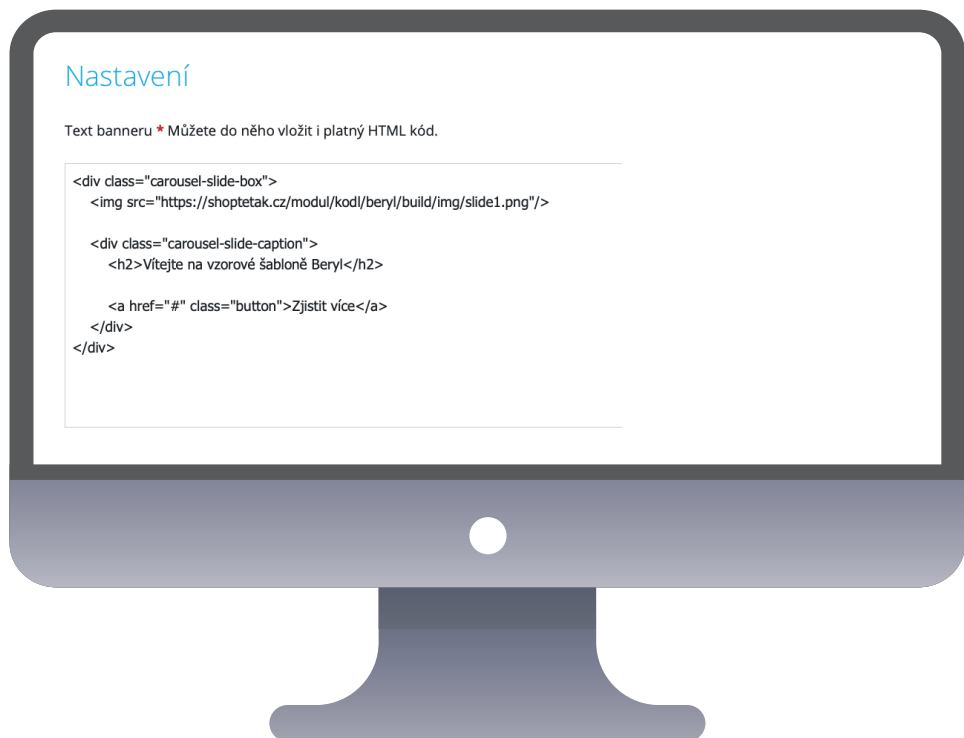 Nastavení
Text banneru * Můžete do něho vložit i platný HTML kód.
<div class="carousel-slide-box">
<img src="https://shoptetak.cz/modul/kodl/beryl/build/img/slide1.png"/>
<div class="carousel-slide-caption">
<h2>Vítejte na vzorové šabloně Beryl</h2>
<a href="#" class="button">Zjistit více</a>
</div>
</div>